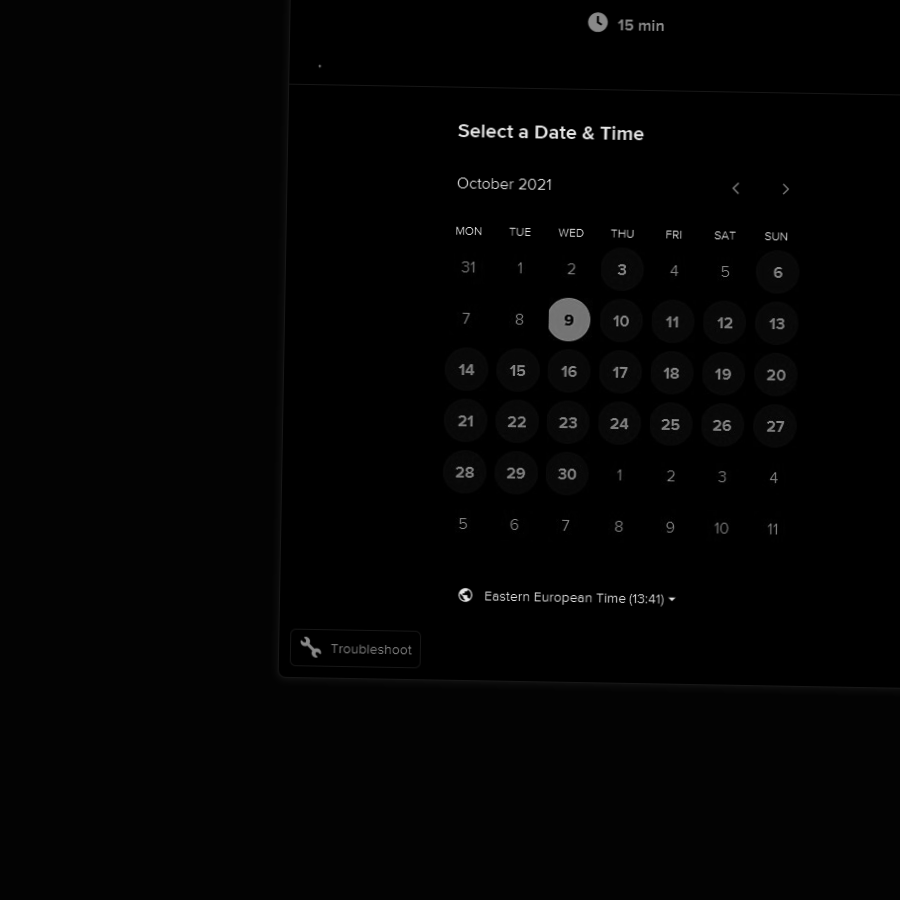 15 min
.
Select a Date & Time
October 2021
MON TUE WED THU FRI SAT SUN
31 1 2 3 4 5 6
7 8 9 10 11 12 13
14 15 16 17 18 19 20
21 22 23 24 25 26 27
28 29 30 1 2 3 4
5 6 7 8 9 10 11
Eastern European Time (13:41)
Troubleshoot